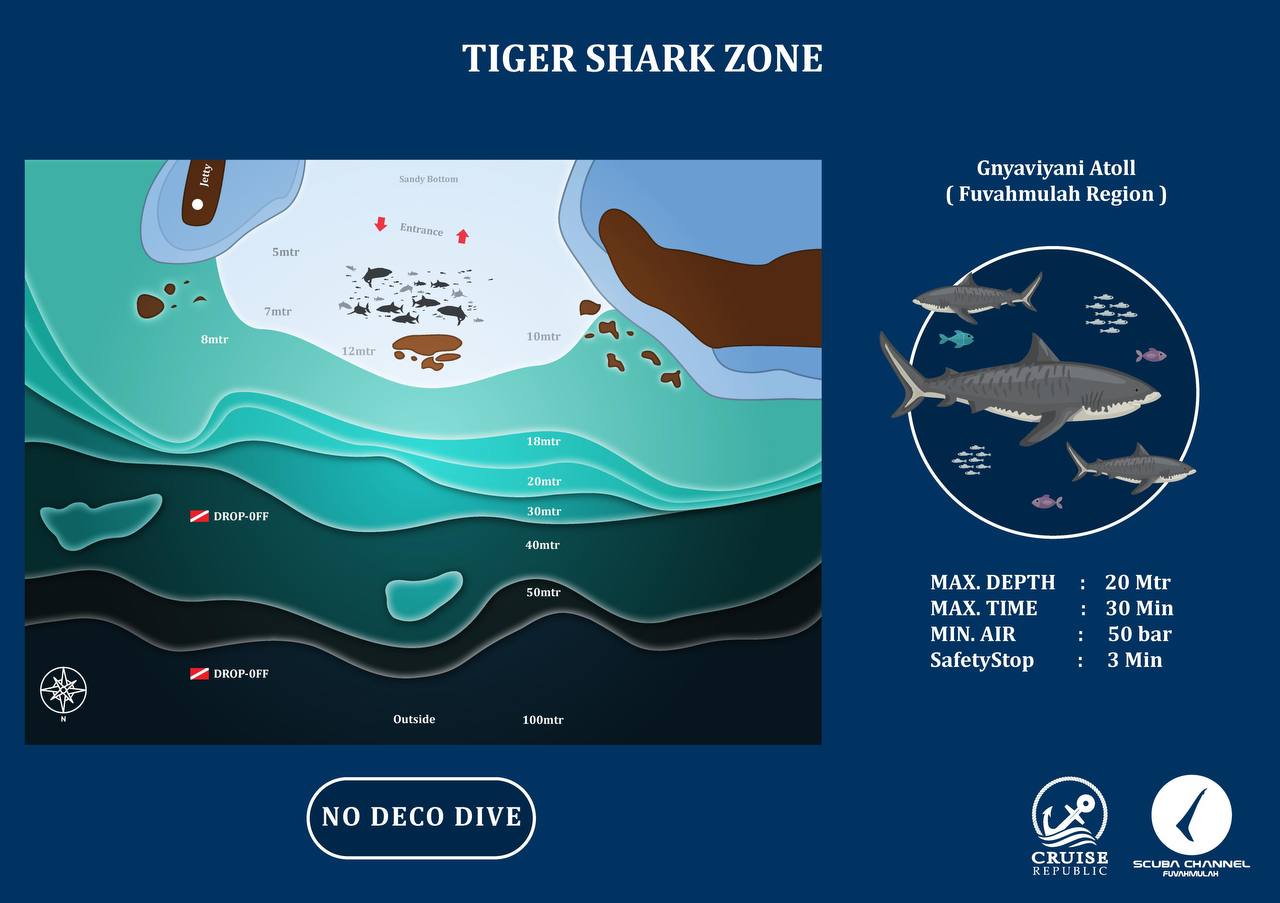 TIGER SHARK ZONE
Jetty
Sandy Bottom
Entrance
5mtr
7mtr
8mtr
12mtr
10mtr
18mtr
20mtr
30mtr
DROP-0FF
40mtr
50mtr
DROP-0FF
N
Outside
100mtr
Gnyaviyani Atoll
( Fuvahmulah Region )
MAX. DEPTH : 20 Mtr
MAX. TIME : 30 Min
MIN. AIR : 50 bar
SafetyStop : 3 Min
NO DECO DIVE
CRUISE
REPUBLIC
SCUBA CHANNEL
FUVAHMULAH